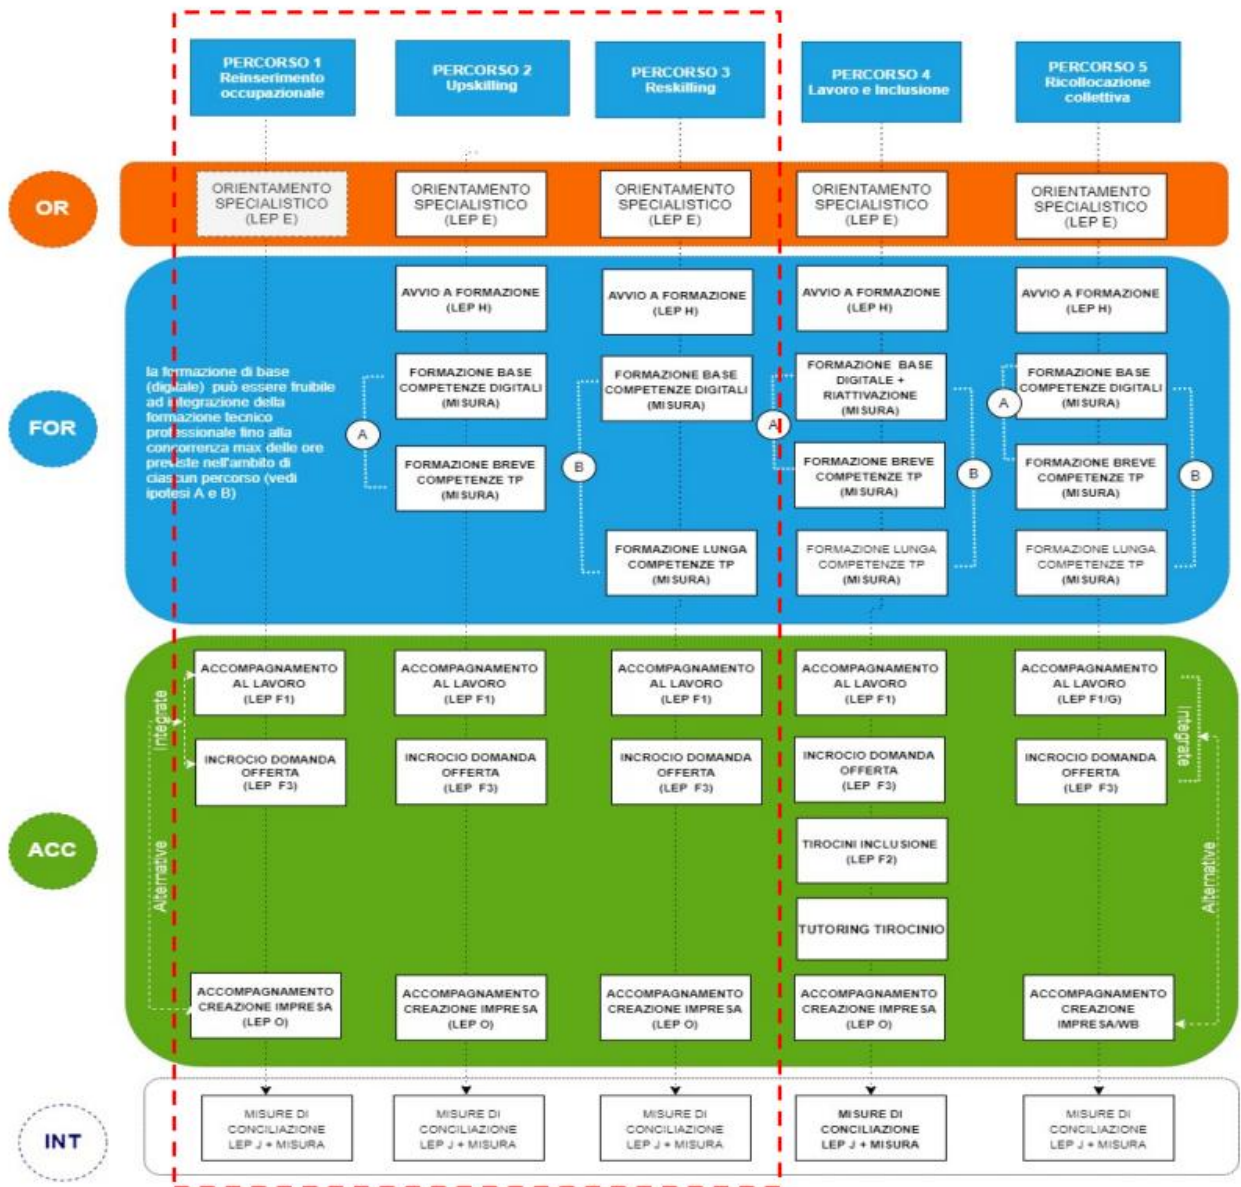 PERCORSO 1
Reinserimento
occupazionale
PERCORSO 2
Upskilling
PERCORSO 3
Reskilling
PERCORSO 4
Lavoro e Inclusione
PERCORSO 5
Ricollocazione
collettiva
OR
ORIENTAMENTO
SPECIALISTICO
(LEP E)
ORIENTAMENTO
SPECIALISTICO
(LEP E)
ORIENTAMENTO
SPECIALISTICO
(LEP E)
ORIENTAMENTO
SPECIALISTICO
(LEP E)
ORIENTAMENTO
SPECIALISTICO
(LEP E)
FOR
la formazione di base
(digitale) può essere fruibile
ad integrazione della
formazione tecnico
professionale fino alla
concorrenza max delle ore
previste nell'ambito di
ciascun percorso (vedi
ipotesi A e B)
AVVIO A FORMAZIONE
(LEP H)
AVVIO A FORMAZIONE
(LEP H)
AVVIO A FORMAZIONE
(LEP H)
AVVIO A FORMAZIONE
(LEP H)
FORMAZIONE BASE
COMPETENZE DIGITALI
(MISURA)
FORMAZIONE BASE
COMPETENZE DIGITALI
(MISURA)
FORMAZIONE BASE
DIGITALE +
RIATTIVAZIONE
(MISURA)
FORMAZIONE BASE
COMPETENZE DIGITALI
(MISURA)
A
B
A
B
A
B
FORMAZIONE BREVE
COMPETENZE TP
(MISURA)
FORMAZIONE BREVE
COMPETENZE TP
(MISURA)
FORMAZIONE BREVE
COMPETENZE TP
(MISURA)
FORMAZIONE LUNGA
COMPETENZE TP
(MISURA)
FORMAZIONE LUNGA
COMPETENZE TP
(MISURA)
FORMAZIONE LUNGA
COMPETENZE TP
(MISURA)
ACC
Integrate
Alternative
ACCOMPAGNAMENTO
AL LAVORO
(LEP F1)
ACCOMPAGNAMENTO
AL LAVORO
(LEP F1)
ACCOMPAGNAMENTO
AL LAVORO
(LEP F1)
ACCOMPAGNAMENTO
AL LAVORO
(LEP F1)
ACCOMPAGNAMENTO
AL LAVORO
(LEP F1/G)
INCROCIO DOMANDA
OFFERTA
(LEP F3)
INCROCIO DOMANDA
OFFERTA
(LEP F3)
INCROCIO DOMANDA
OFFERTA
(LEP F3)
INCROCIO DOMANDA
OFFERTA
(LEP F3)
INCROCIO DOMANDA
OFFERTA
(LEP F3)
Integrate
Alternative
TIROCINI INCLUSIONE
(LEP F2)
TUTORING TIROCINIO
ACCOMPAGNAMENTO
CREAZIONE IMPRESA
(LEP O)
ACCOMPAGNAMENTO
CREAZIONE IMPRESA
(LEP O)
ACCOMPAGNAMENTO
CREAZIONE IMPRESA
(LEP O)
ACCOMPAGNAMENTO
CREAZIONE IMPRESA
(LEP O)
ACCOMPAGNAMENTO
CREAZIONE
IMPRESA/WB
INT
MISURE DI
CONCILIAZIONE
LEP J + MISURA
MISURE DI
CONCILIAZIONE
LEP J + MISURA
MISURE DI
CONCILIAZIONE
LEP J + MISURA
MISURE DI
CONCILIAZIONE
LEP J + MISURA
MISURE DI
CONCILIAZIONE
LEP J + MISURA